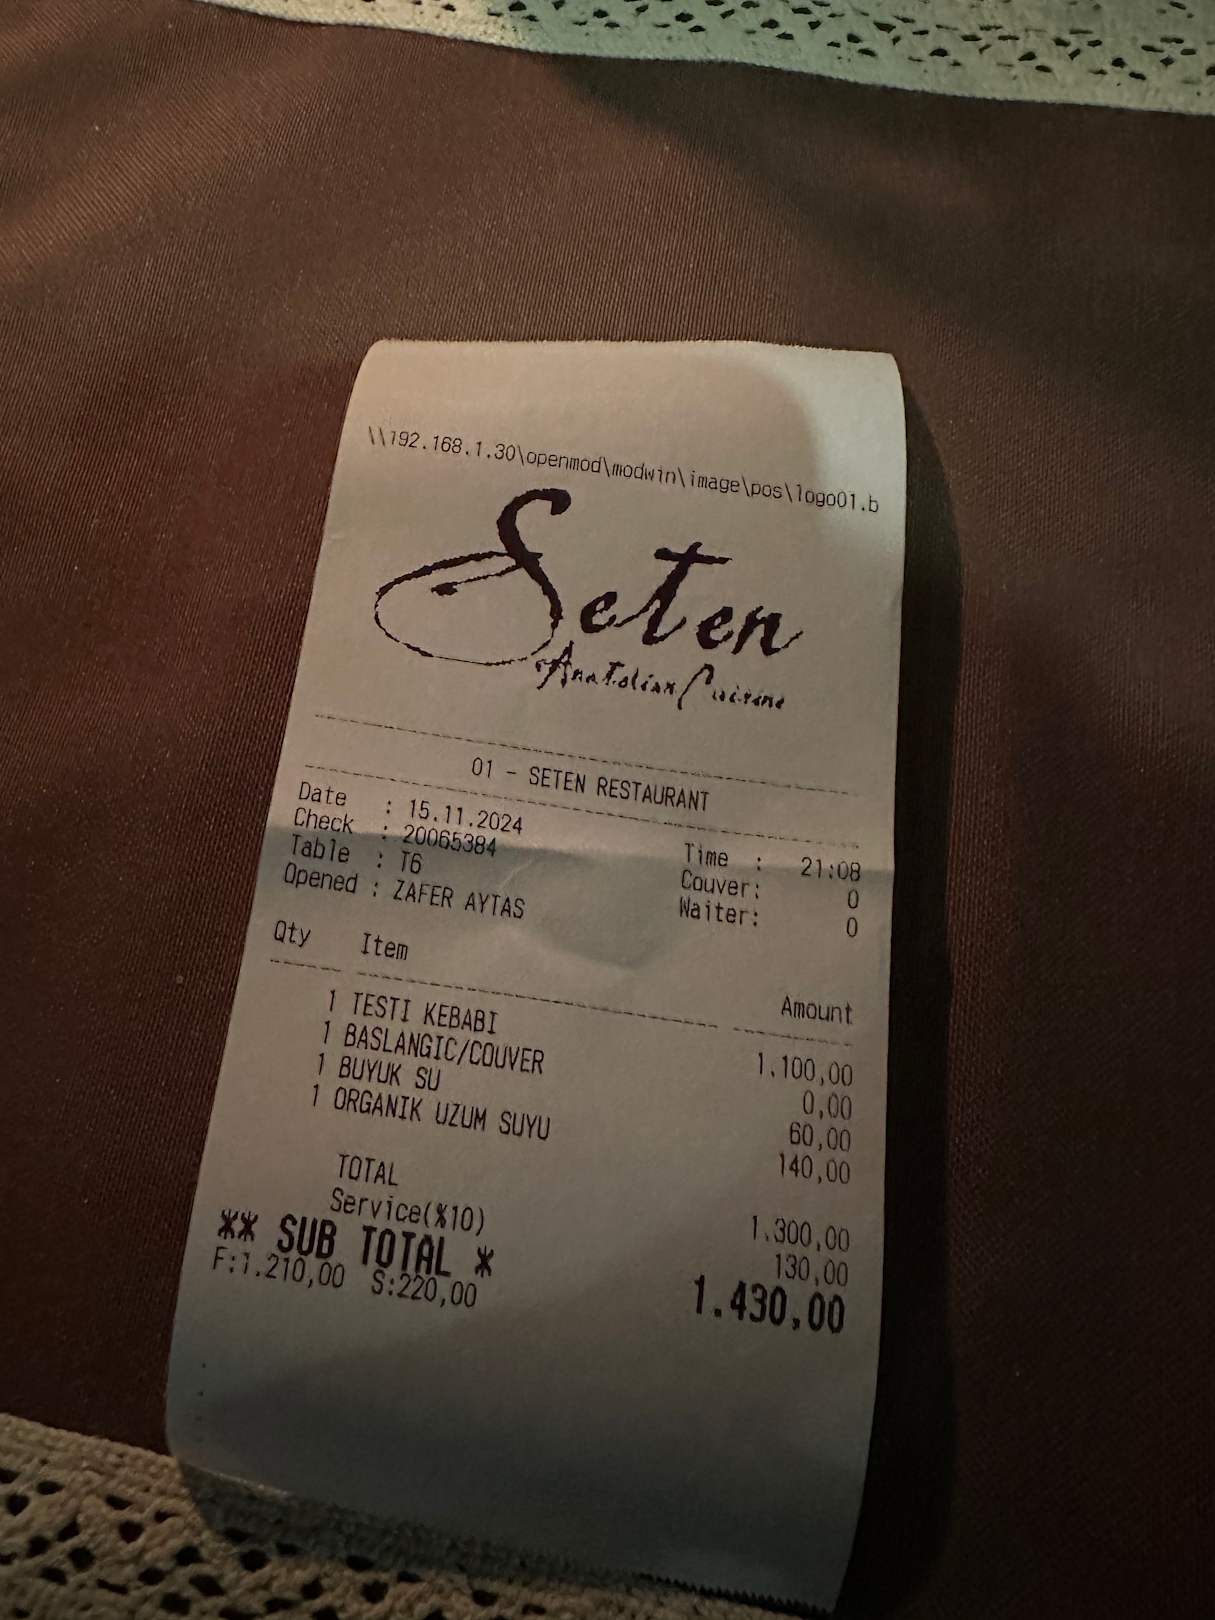 \\192.168.1.30\openmod\modwin\image\pos\logo01.b
Seten
Anatolian Cuisine
01 - SETEN RESTAURANT
Date : 15.11.2024 Time : 21:08
Check : 20065384 Couver: 0
Table : T6 Waiter: 0
Opened : ZAFER AYTAS
Qty Item Amount
1 TESTI KEBABI 1.100,00
1 BASLANGIC/COUVER 0,00
1 BUYUK SU 60,00
1 ORGANIK UZUM SUYU 140,00
TOTAL 1.300,00
Service(%10) 130,00
** SUB TOTAL * 1.430,00
F:1.210,00 S:220,00